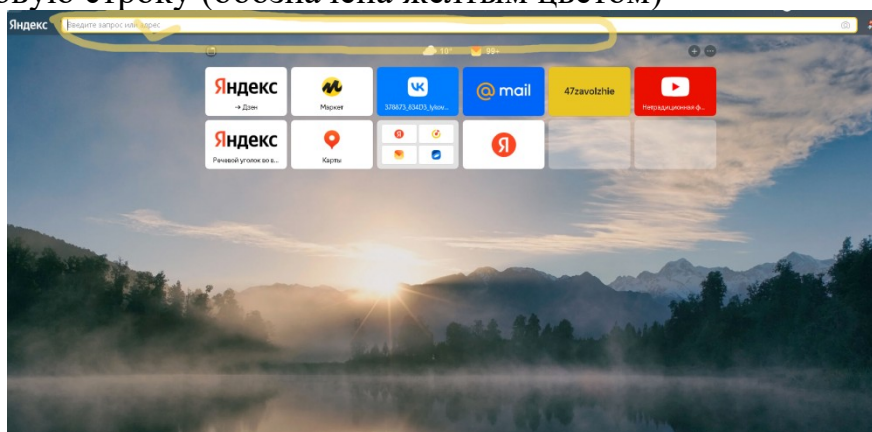 овую строку (обозначена желтым цветом)
Яндекс Введите запрос или адрес
10° 99+
Яндекс
→ Дзен
Маркет
mail
47zavolzhie
Нетрадиционная ф...
Яндекс
Речевой уголок во в...
Карты
Я